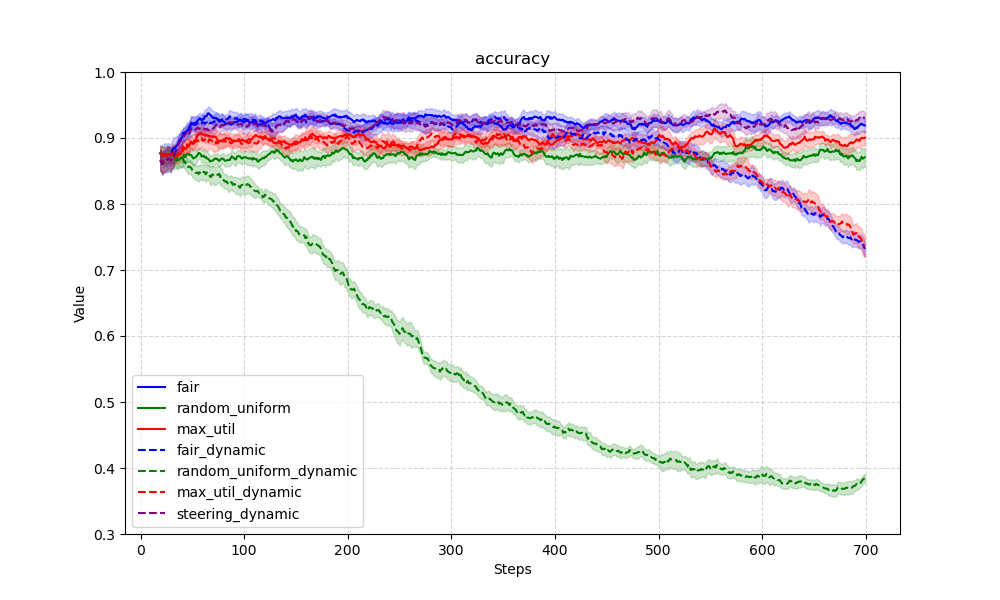 accuracy
Value
1.0
0.9
0.8
0.7
0.6
0.5
0.4
0.3
fair
random_uniform
max_util
fair_dynamic
random_uniform_dynamic
max_util_dynamic
steering_dynamic
0 100 200 300 400 500 600 700
Steps